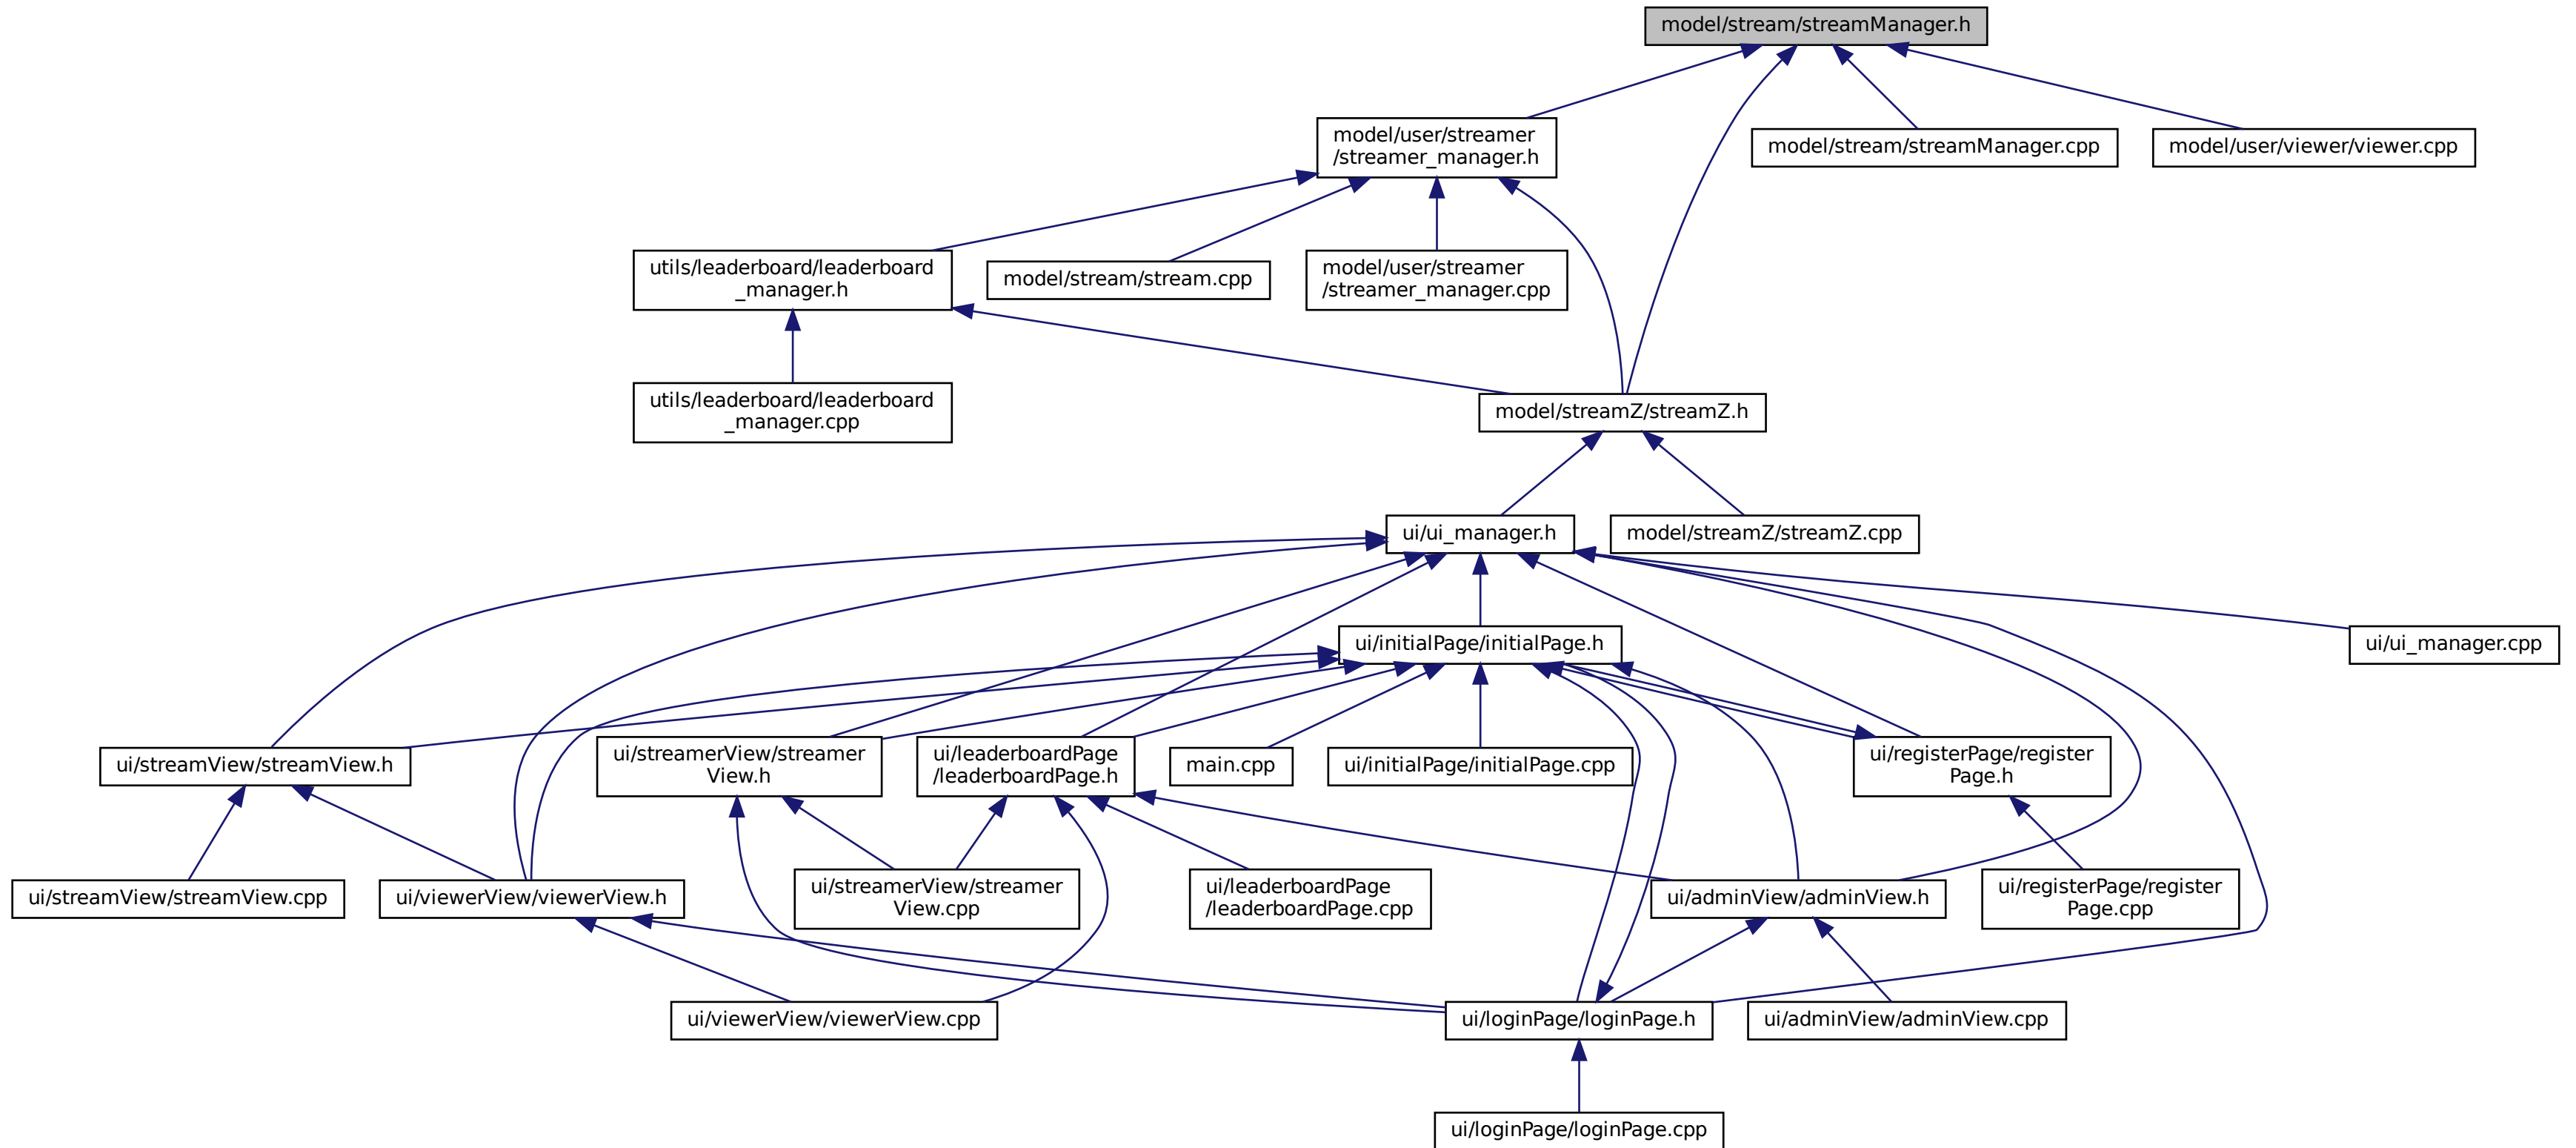 model/stream/streamManager.h
model/user/streamer
/streamer_manager.h
model/stream/streamManager.cpp
model/user/viewer/viewer.cpp
utils/leaderboard/leaderboard
_manager.h
model/stream/stream.cpp
model/user/streamer
/streamer_manager.cpp
utils/leaderboard/leaderboard
_manager.cpp
model/streamZ/streamZ.h
ui/ui_manager.h
model/streamZ/streamZ.cpp
ui/initialPage/initialPage.h
ui/ui_manager.cpp
ui/streamView/streamView.h
ui/streamerView/streamer
View.h
ui/leaderboardPage
/leaderboardPage.h
main.cpp
ui/initialPage/initialPage.cpp
ui/registerPage/register
Page.h
ui/streamView/streamView.cpp
ui/viewerView/viewerView.h
ui/streamerView/streamer
View.cpp
ui/leaderboardPage
/leaderboardPage.cpp
ui/adminView/adminView.h
ui/registerPage/register
Page.cpp
ui/viewerView/viewerView.cpp
ui/loginPage/loginPage.h
ui/adminView/adminView.cpp
ui/loginPage/loginPage.cpp